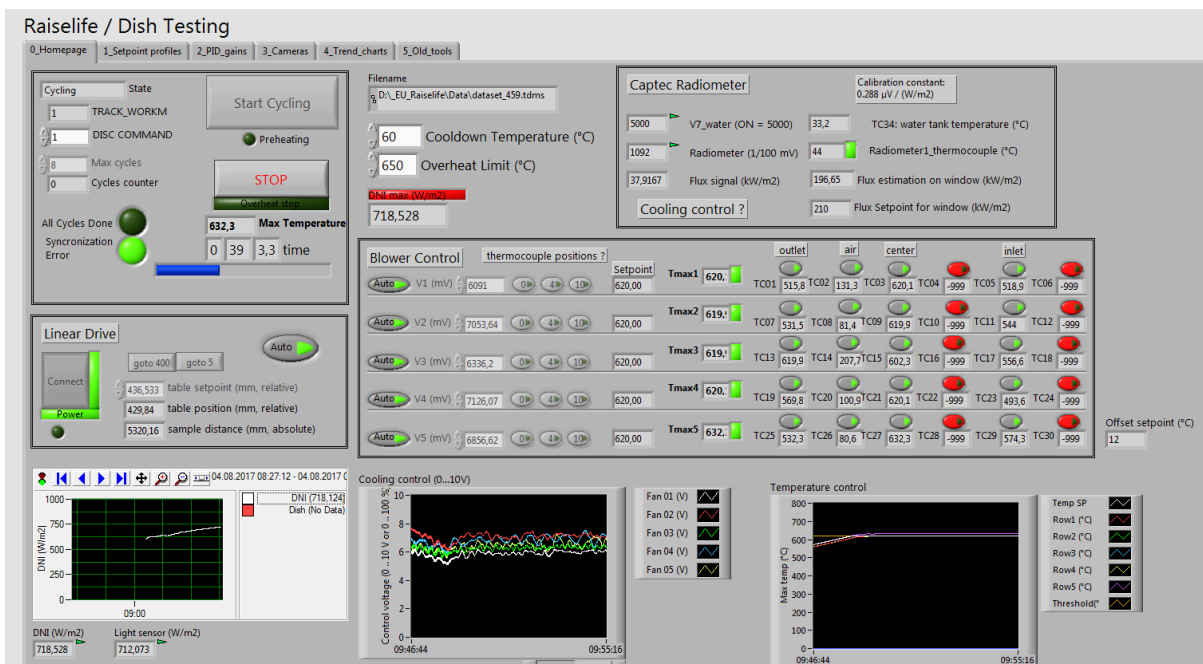 Raiselife / Dish Testing
0_Homepage 1_Setpoint profiles 2_PID_gains 3_Cameras 4_Trend_charts 5_Old_tools
Cycling State
1 TRACK_WORKM
1 DISC COMMAND
8 Max cycles
0 Cycles counter
Start Cycling
Preheating
STOP
Overheat stop
All Cycles Done
Syncronization
Error
632,3 Max Temperature
0 39 3,3 time
Filename
D:\_EU_Raiselife\Data\dataset_459.tdms
60 Cooldown Temperature (°C)
650 Overheat Limit (°C)
DNI max (W/m2)
718,528
Captec Radiometer
Calibration constant:
0.288 µV / (W/m2)
5000 V7_water (ON = 5000) 33,2 TC34: water tank temperature (°C)
1092 Radiometer (1/100 mV) 44 Radiometer1_thermocouple (°C)
37,9167 Flux signal (kW/m2) 196,65 Flux estimation on window (kW/m2)
Cooling control ? 210 Flux Setpoint for window (kW/m2)
Blower Control thermocouple positions ? Setpoint outlet air center inlet
Auto V1 (mV) 6091 0 4 10 620,00 Tmax1 620, TC01 515,8 TC02 131,3 TC03 620,1 TC04 -999 TC05 518,9 TC06 -999
Auto V2 (mV) 7053,64 0 4 10 620,00 Tmax2 619, TC07 531,5 TC08 81,4 TC09 619,9 TC10 -999 TC11 544 TC12 -999
Auto V3 (mV) 6336,2 0 4 10 620,00 Tmax3 619, TC13 619,9 TC14 207,7 TC15 602,3 TC16 -999 TC17 556,6 TC18 -999
Auto V4 (mV) 7126,07 0 4 10 620,00 Tmax4 620, TC19 569,8 TC20 100,9 TC21 620,1 TC22 -999 TC23 493,6 TC24 -999
Auto V5 (mV) 6856,62 0 4 10 620,00 Tmax5 632, TC25 532,3 TC26 80,6 TC27 632,3 TC28 -999 TC29 574,3 TC30 -999
Offset setpoint (°C)
12
Linear Drive
Connect
Power
goto 400 goto 5
Auto
436,533 table setpoint (mm, relative)
429,84 table position (mm, relative)
5320,16 sample distance (mm, absolute)
04.08.2017 08:27:12 - 04.08.2017
DNI (718,124)
Dish (No Data)
DNI (W/m2)
1000
750
500
250
0
09:00
DNI (W/m2) Light sensor (W/m2)
718,528 712,073
Cooling control (0...10V)
Control voltage (0 ..10 V or 0 ..100 %)
10
8
6
4
2
0
09:46:44 09:55:16
Fan 01 (V)
Fan 02 (V)
Fan 03 (V)
Fan 04 (V)
Fan 05 (V)
Temperature control
Max temp (°C)
800
700
600
500
400
300
200
100
0
09:46:44 09:55:16
Temp SP
Row1 (°C)
Row2 (°C)
Row3 (°C)
Row4 (°C)
Row5 (°C)
Threshold(°